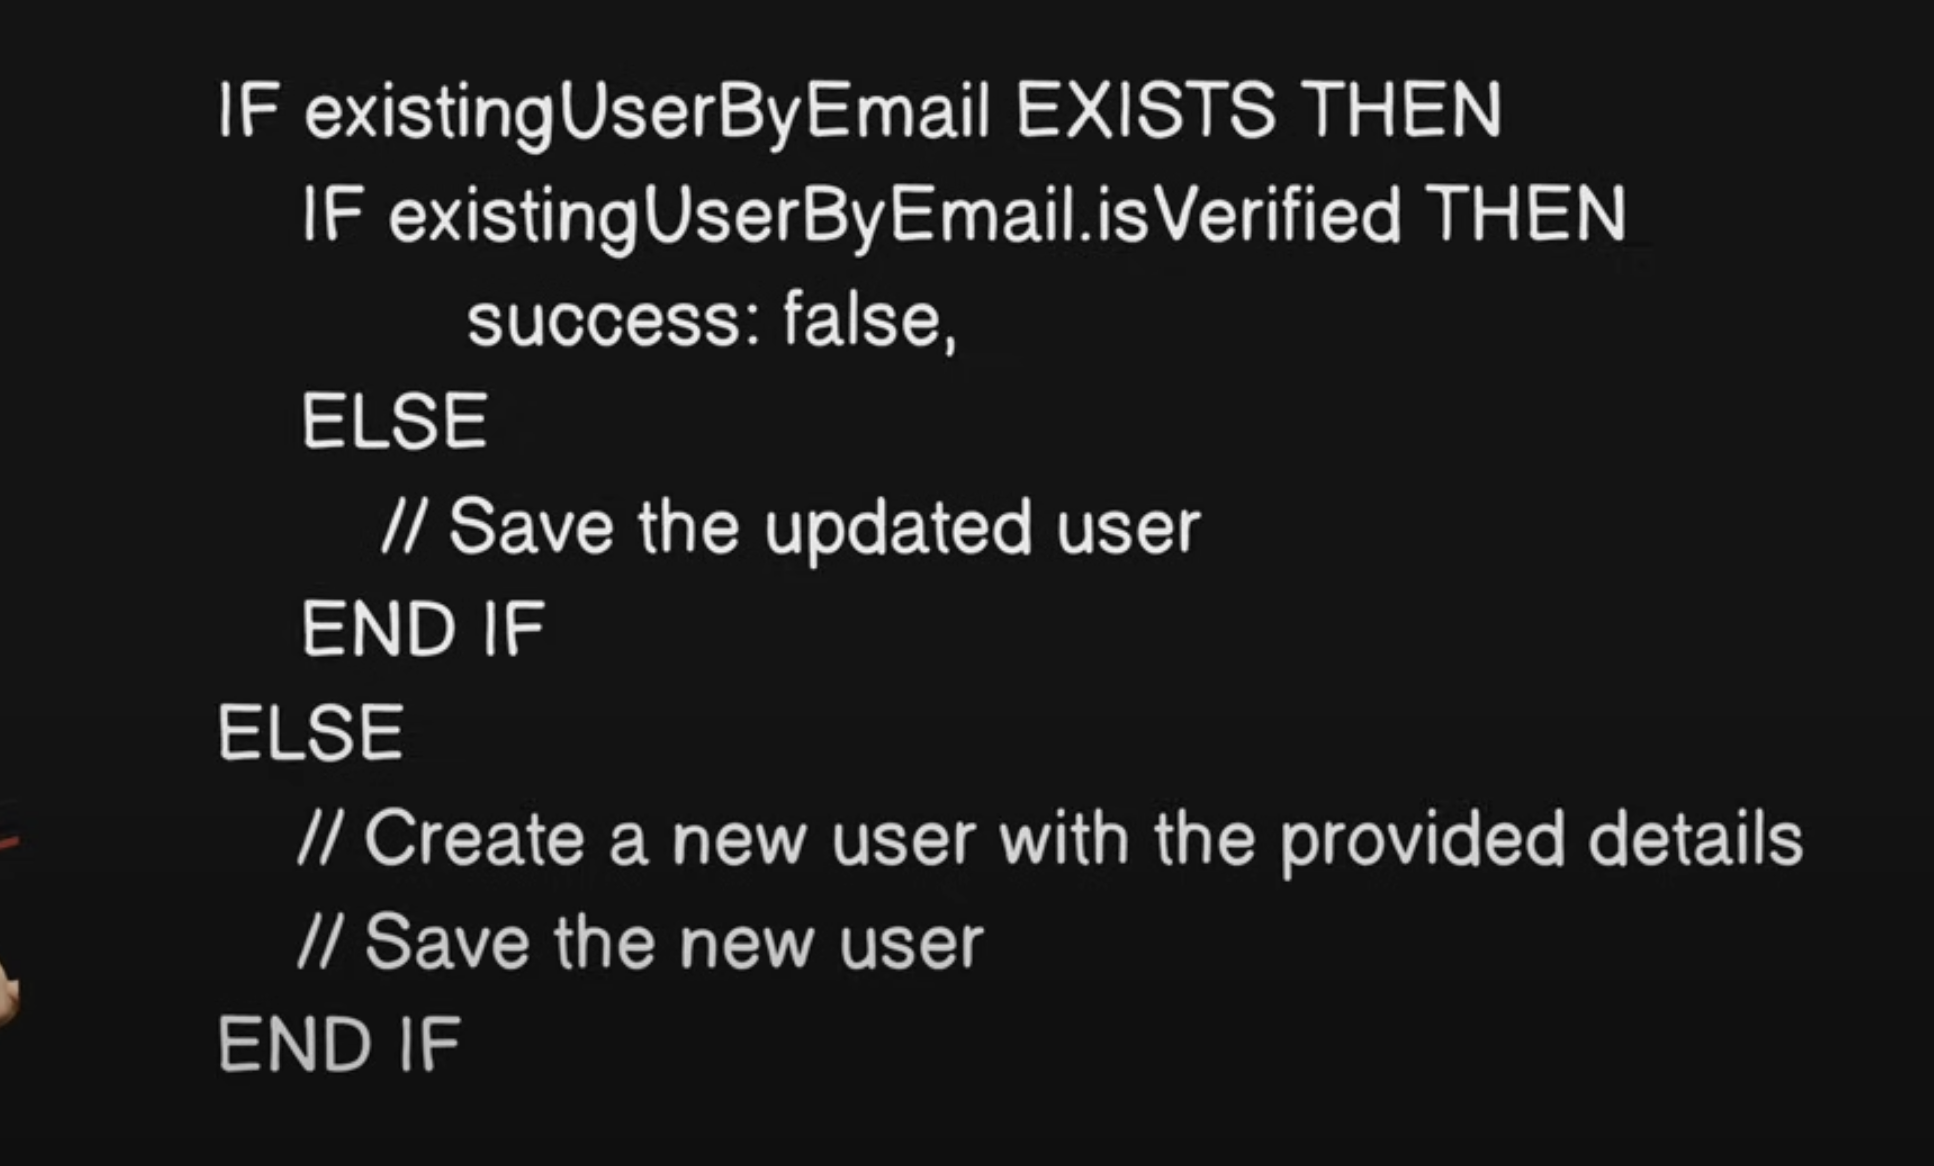 IF existingUserByEmail EXISTS THEN
IF existingUserByEmail.isVerified THEN
success: false,
ELSE
// Save the updated user
END IF
ELSE
// Create a new user with the provided details
// Save the new user
END IF